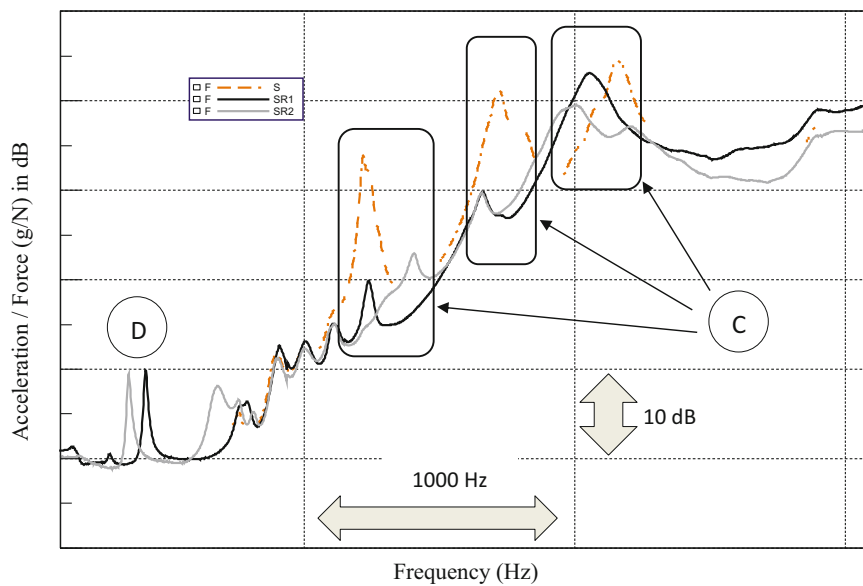 F S
F SR1
F SR2
D
C
10 dB
1000 Hz
Acceleration / Force (g/N) in dB
Frequency (Hz)